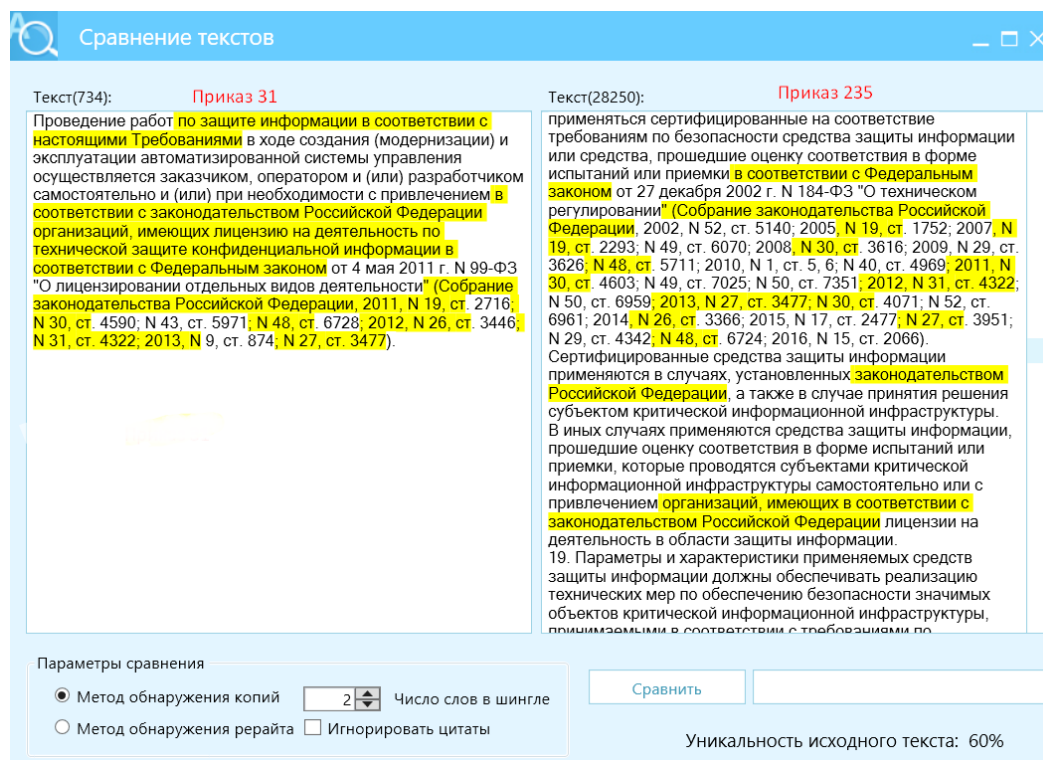 Сравнение текстов
Текст(734):
Приказ 31
Проведение работ по защите информации в соответствии с
настоящими Требованиями в ходе создания (модернизации) и
эксплуатации автоматизированной системы управления
осуществляется заказчиком, оператором и (или) разработчиком
самостоятельно и (или) при необходимости с привлечением в
соответствии с законодательством Российской Федерации
организаций, имеющих лицензию на деятельность по
технической защите конфиденциальной информации в
соответствии с Федеральным законом от 4 мая 2011 г. N 99-ФЗ
"О лицензировании отдельных видов деятельности" (Собрание
законодательства Российской Федерации, 2011, N 19, ст. 2716;
N 30, ст. 4590; N 43, ст. 5971; N 48, ст. 6728; 2012, N 26, ст. 3446;
N 31, ст. 4322; 2013, N 9, ст. 874; N 27, ст. 3477).
Текст(28250):
Приказ 235
применяться сертифицированные на соответствие
требованиям по безопасности средства защиты информации
или средства, прошедшие оценку соответствия в форме
испытаний или приемки в соответствии с Федеральным
законом от 27 декабря 2002 г. N 184-ФЗ "О техническом
регулировании" (Собрание законодательства Российской
Федерации, 2002, N 52, ст. 5140; 2005, N 19, ст. 1752; 2007, N
19, ст. 2293; N 49, ст. 6070; 2008, N 30, ст. 3616; 2009, N 29, ст.
3626; N 48, ст. 5711; 2010, N 1, ст. 5, 6; N 40, ст. 4969; 2011, N
30, ст. 4603; N 49, ст. 7025; N 50, ст. 7351; 2012, N 31, ст. 4322;
N 50, ст. 6959; 2013, N 27, ст. 3477; N 30, ст. 4071; N 52, ст.
6961; 2014, N 26, ст. 3366; 2015, N 17, ст. 2477; N 27, ст. 3951;
N 29, ст. 4342; N 48, ст. 6724; 2016, N 15, ст. 2066).
Сертифицированные средства защиты информации
применяются в случаях, установленных законодательством
Российской Федерации, а также в случае принятия решения
субъектом критической информационной инфраструктуры.
В иных случаях применяются средства защиты информации,
прошедшие оценку соответствия в форме испытаний или
приемки, которые проводятся субъектами критической
информационной инфраструктуры самостоятельно или с
привлечением организаций, имеющих в соответствии с
законодательством Российской Федерации лицензии на
деятельность в области защиты информации.
19. Параметры и характеристики применяемых средств
защиты информации должны обеспечивать реализацию
технических мер по обеспечению безопасности значимых
объектов критической информационной инфраструктуры,
принимаемыми в соответствии с требованиями по
Параметры сравнения
Метод обнаружения копий
2
Число слов в шингле
Метод обнаружения рерайта
Игнорировать цитаты
Сравнить
Уникальность исходного текста: 60%